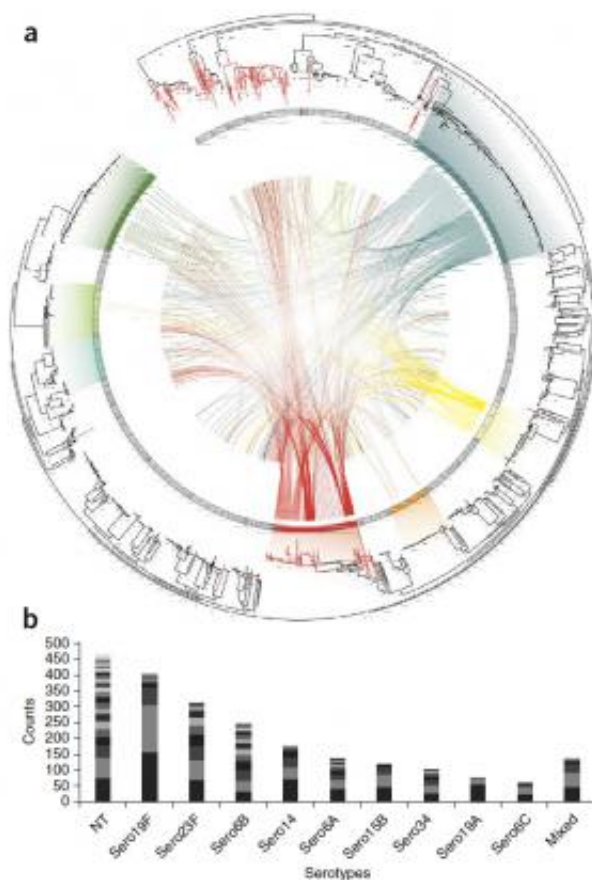 a
b
500
450
400
350
300
250
200
150
100
50
0
Counts
NT
Sero19F
Sero23F
Sero6B
Sero14
Sero6A
Sero15B
Sero34
Sero19A
Sero6C
Mixed
Serotypes